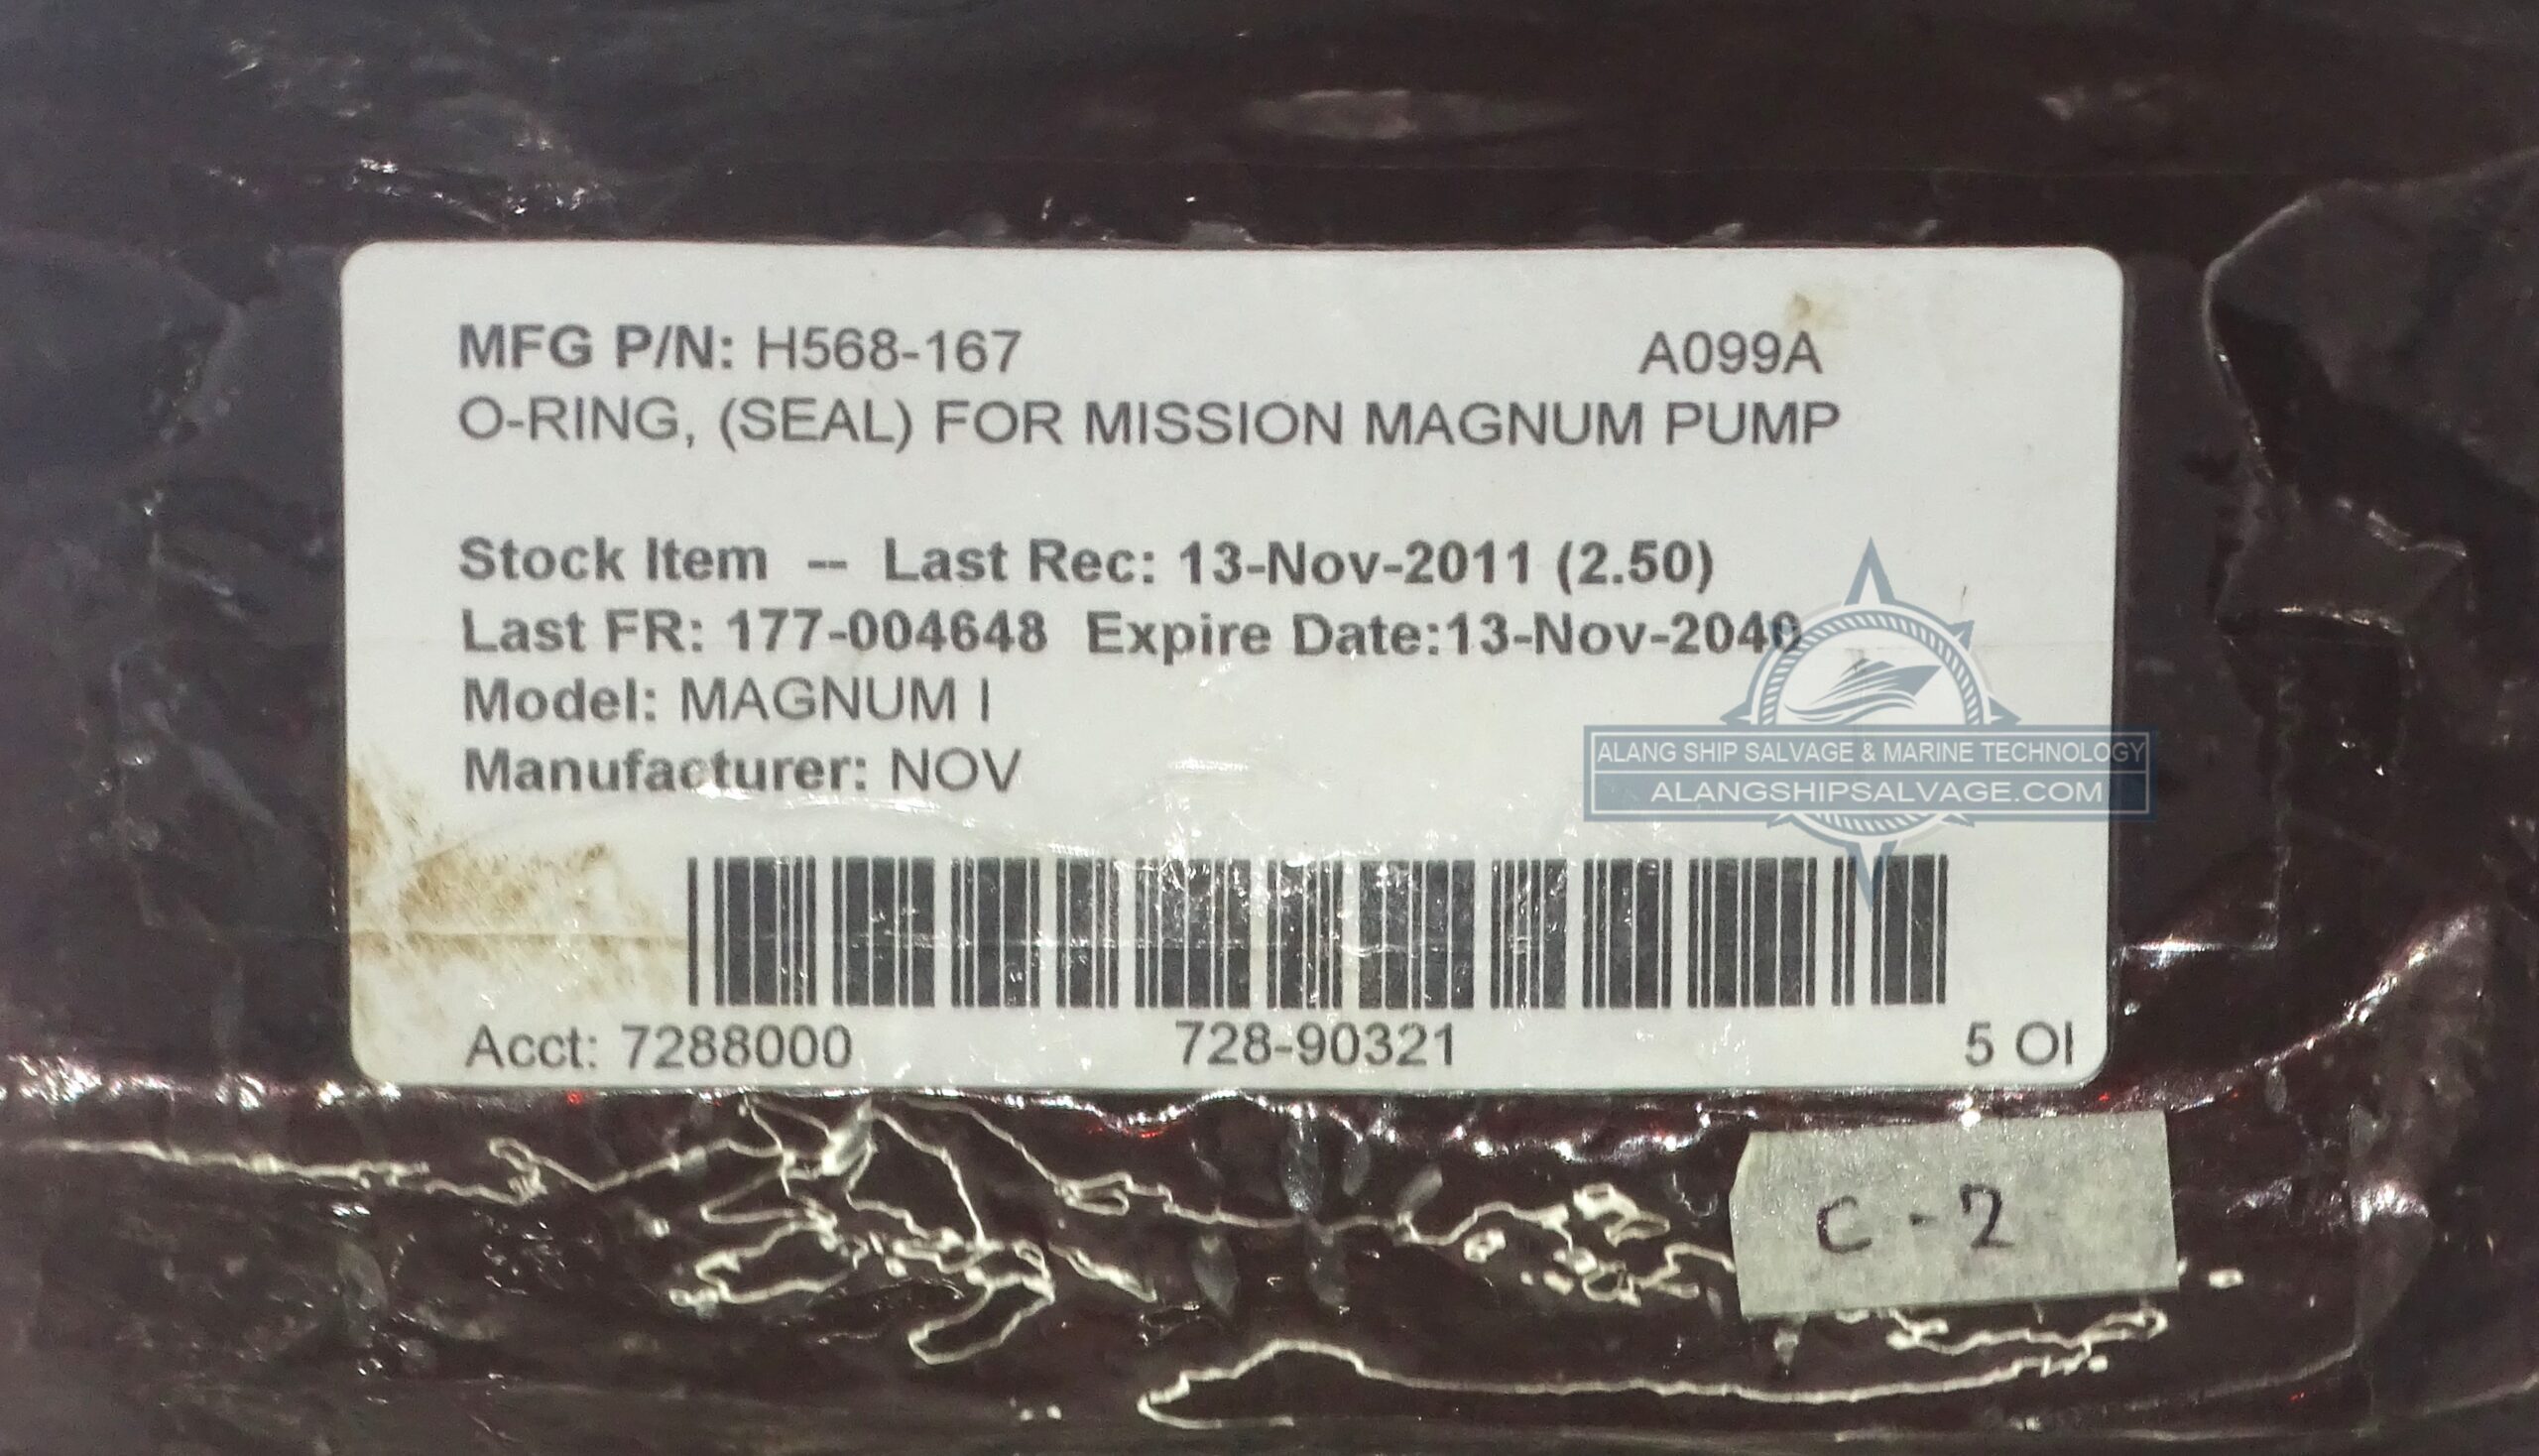 MFG P/N: H568-167 A099A
O-RING, (SEAL) FOR MISSION MAGNUM PUMP
Stock Item -- Last Rec: 13-Nov-2011 (2.50)
Last FR: 177-004648 Expire Date:13-Nov-2040
Model: MAGNUM I
Manufacturer: NOV
ALANG SHIP SALVAGE & MARINE TECHNOLOGY
ALANGSHIPSALVAGE.COM
Acct: 7288000 728-90321 5 OI
C-2